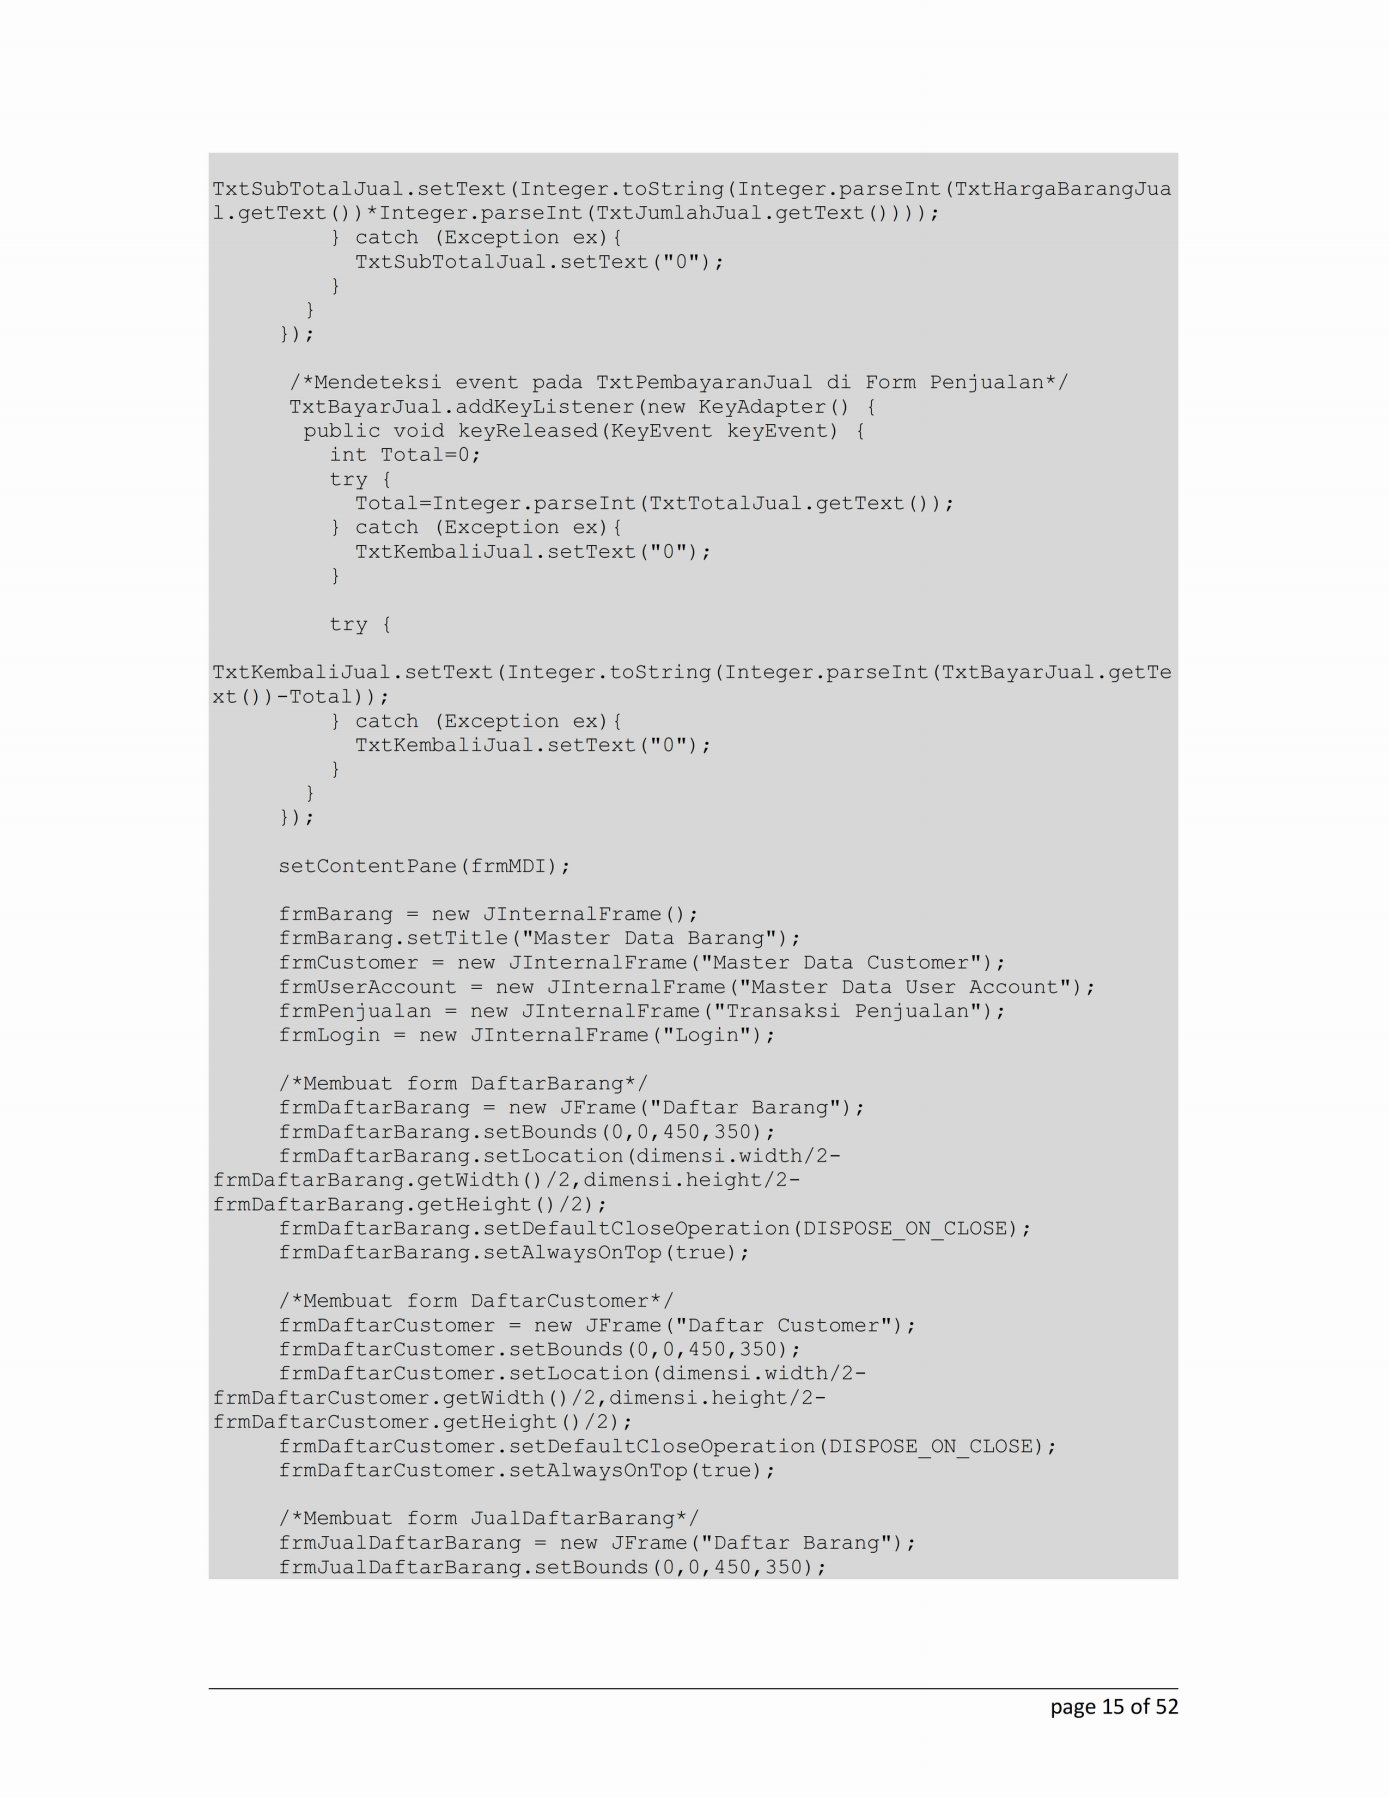 TxtSubTotalJual.setText(Integer.toString(Integer.parseInt(TxtHargaBarangJua
l.getText())*Integer.parseInt(TxtJumlahJual.getText())));
} catch (Exception ex){
TxtSubTotalJual.setText("0");
}
}
});
/*Mendeteksi event pada TxtPembayaranJual di Form Penjualan*/
TxtBayarJual.addKeyListener(new KeyAdapter() {
public void keyReleased(KeyEvent keyEvent) {
int Total=0;
try {
Total=Integer.parseInt(TxtTotalJual.getText());
} catch (Exception ex){
TxtKembaliJual.setText("0");
}
try {
TxtKembaliJual.setText(Integer.toString(Integer.parseInt(TxtBayarJual.getTe
xt())-Total));
} catch (Exception ex){
TxtKembaliJual.setText("0");
}
}
});
setContentPane(frmMDI);
frmBarang = new JInternalFrame();
frmBarang.setTitle("Master Data Barang");
frmCustomer = new JInternalFrame("Master Data Customer");
frmUserAccount = new JInternalFrame("Master Data User Account");
frmPenjualan = new JInternalFrame("Transaksi Penjualan");
frmLogin = new JInternalFrame("Login");
/*Membuat form DaftarBarang*/
frmDaftarBarang = new JFrame("Daftar Barang");
frmDaftarBarang.setBounds(0,0,450,350);
frmDaftarBarang.setLocation(dimensi.width/2-
frmDaftarBarang.getWidth()/2,dimensi.height/2-
frmDaftarBarang.getHeight()/2);
frmDaftarBarang.setDefaultCloseOperation(DISPOSE_ON_CLOSE);
frmDaftarBarang.setAlwaysOnTop(true);
/*Membuat form DaftarCustomer*/
frmDaftarCustomer = new JFrame("Daftar Customer");
frmDaftarCustomer.setBounds(0,0,450,350);
frmDaftarCustomer.setLocation(dimensi.width/2-
frmDaftarCustomer.getWidth()/2,dimensi.height/2-
frmDaftarCustomer.getHeight()/2);
frmDaftarCustomer.setDefaultCloseOperation(DISPOSE_ON_CLOSE);
frmDaftarCustomer.setAlwaysOnTop(true);
/*Membuat form JualDaftarBarang*/
frmJualDaftarBarang = new JFrame("Daftar Barang");
frmJualDaftarBarang.setBounds(0,0,450,350);
page 15 of 52